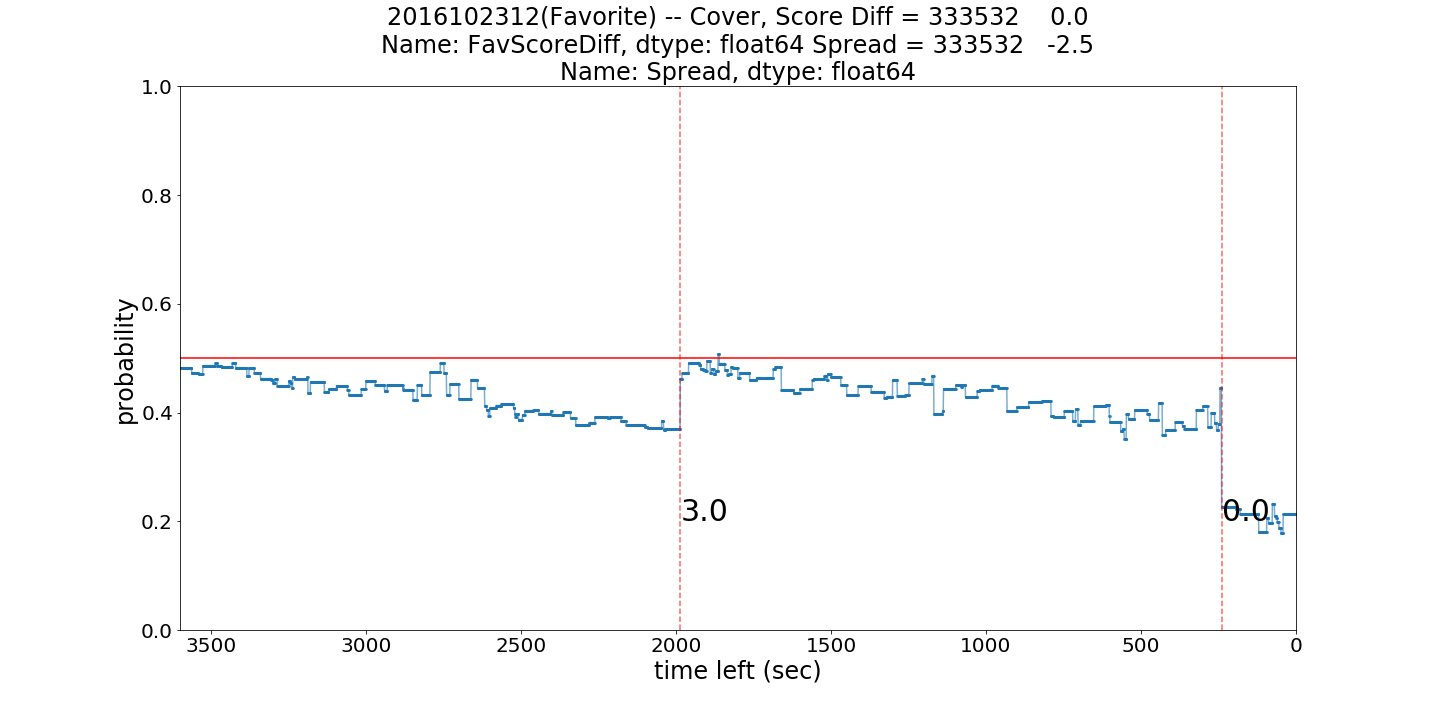 2016102312(Favorite) -- Cover, Score Diff = 333532    0.0
Name: FavScoreDiff, dtype: float64 Spread = 333532   -2.5
Name: Spread, dtype: float64
1.0
0.8
0.6
0.4
0.2
0.0
probability
3.0
0.0
3500 3000 2500 2000 1500 1000 500 0
time left (sec)